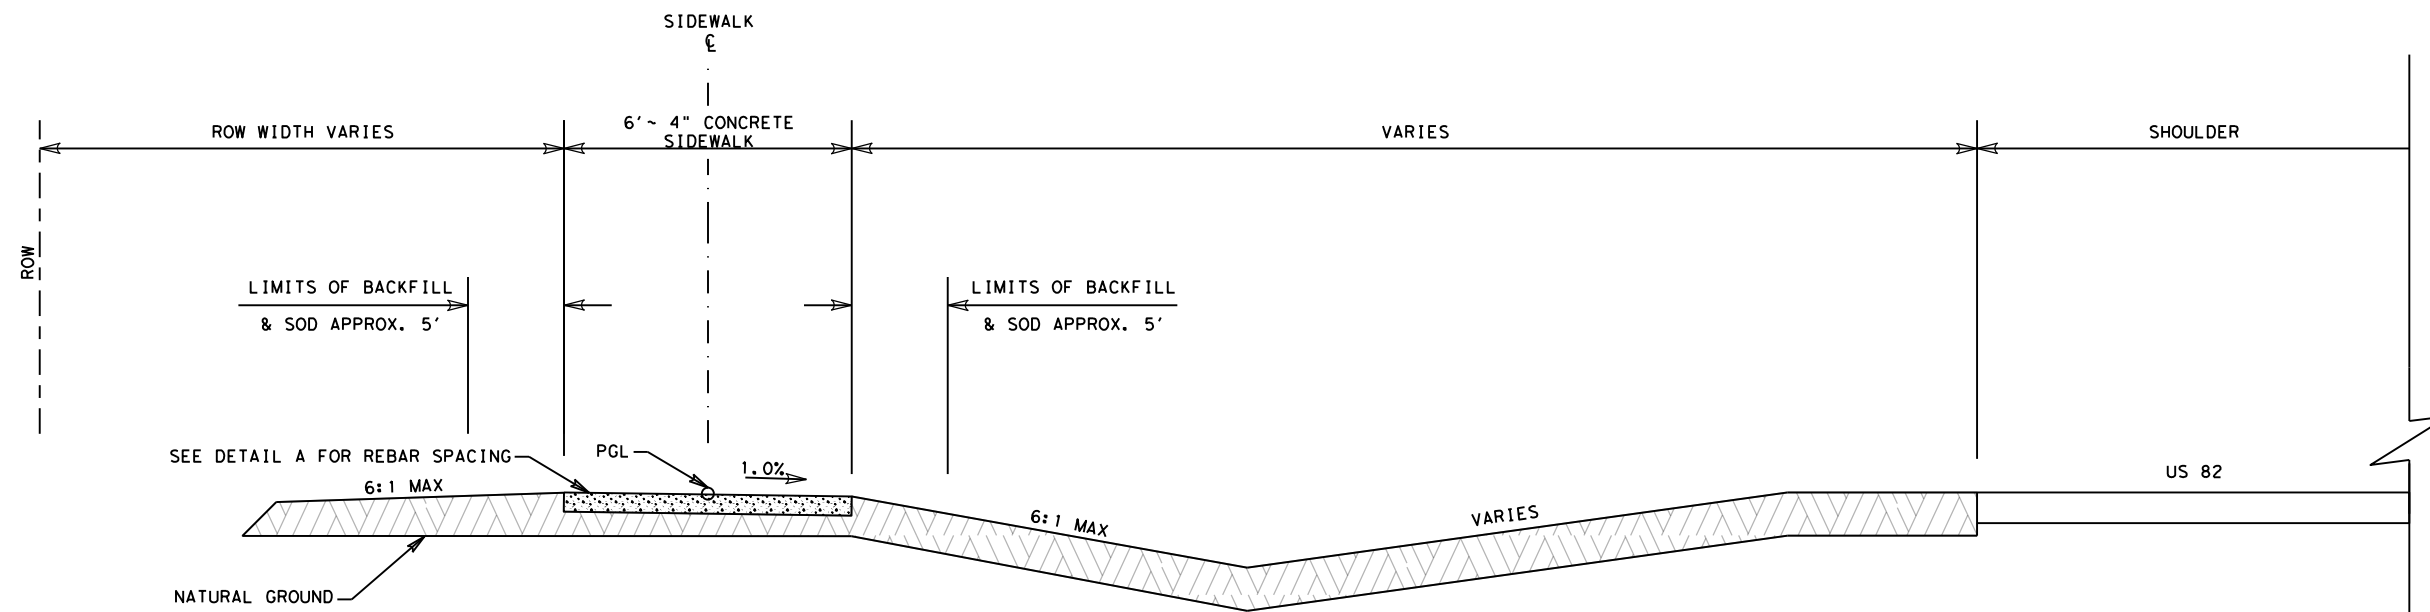 SIDEWALK
℄
ROW WIDTH VARIES
6'~ 4" CONCRETE
SIDEWALK
VARIES
SHOULDER
ROW
LIMITS OF BACKFILL
& SOD APPROX. 5'
LIMITS OF BACKFILL
& SOD APPROX. 5'
SEE DETAIL A FOR REBAR SPACING
PGL
1.0%
US 82
6:1 MAX
6:1 MAX
VARIES
NATURAL GROUND